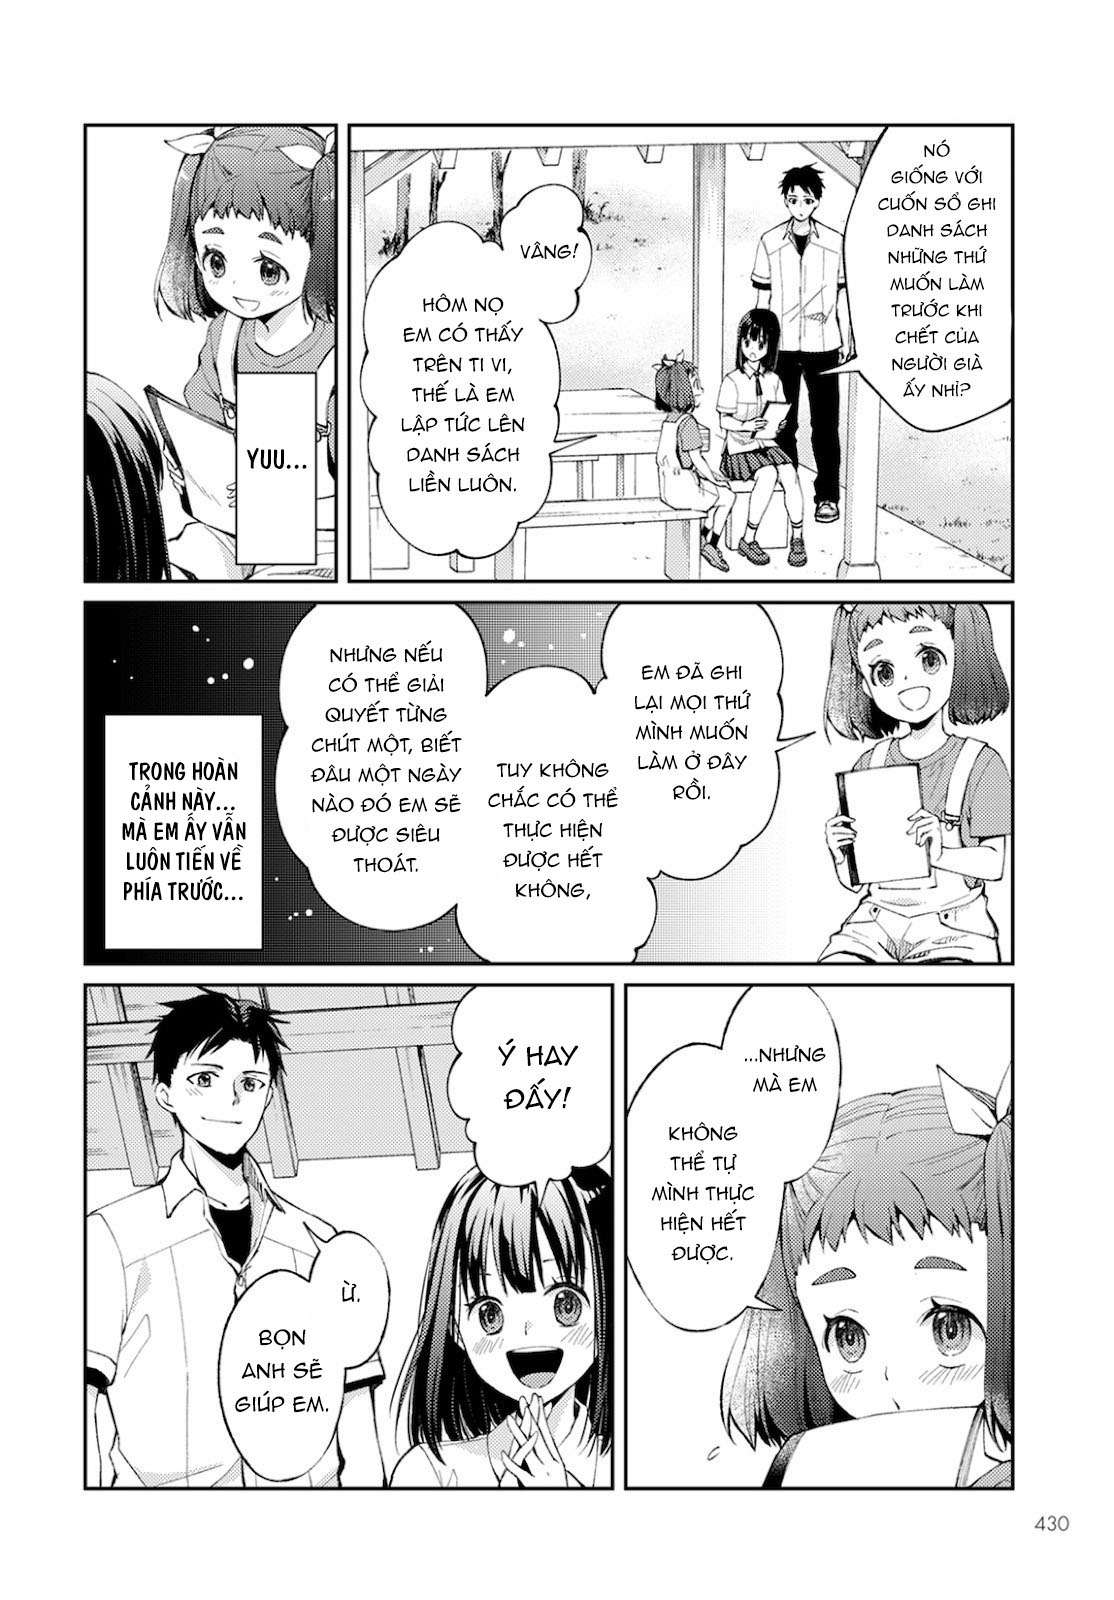 NÓ
GIỐNG VỚI
CUỐN SỔ GHI
DANH SÁCH
NHỮNG THỨ
MUỐN LÀM
TRƯỚC KHI
CHẾT CỦA
NGƯỜI GIÀ
ẤY NHỈ?
VÂNG!
HÔM NỌ
EM CÓ THẤY
TRÊN TI VI,
THẾ LÀ EM
LẬP TỨC LÊN
DANH SÁCH
LIỀN LUÔN.
YUU...
EM ĐÃ GHI
LẠI MỌI THỨ
MÌNH MUỐN
LÀM Ở ĐÂY
RỒI.
TUY KHÔNG
CHẮC CÓ THỂ
THỰC HIỆN
ĐƯỢC HẾT
KHÔNG,
NHƯNG NẾU
CÓ THỂ GIẢI
QUYẾT TỪNG
CHÚT MỘT, BIẾT
ĐÂU MỘT NGÀY
NÀO ĐÓ EM SẼ
ĐƯỢC SIÊU
THOÁT.
TRONG HOÀN
CẢNH NÀY...
MÀ EM ẤY VẪN
LUÔN TIẾN VỀ
PHÍA TRƯỚC...
...NHƯNG
MÀ EM
KHÔNG
THỂ TỰ
MÌNH THỰC
HIỆN HẾT
ĐƯỢC.
Ý HAY
ĐẤY!
Ừ.
BỌN
ANH SẼ
GIÚP EM.
430